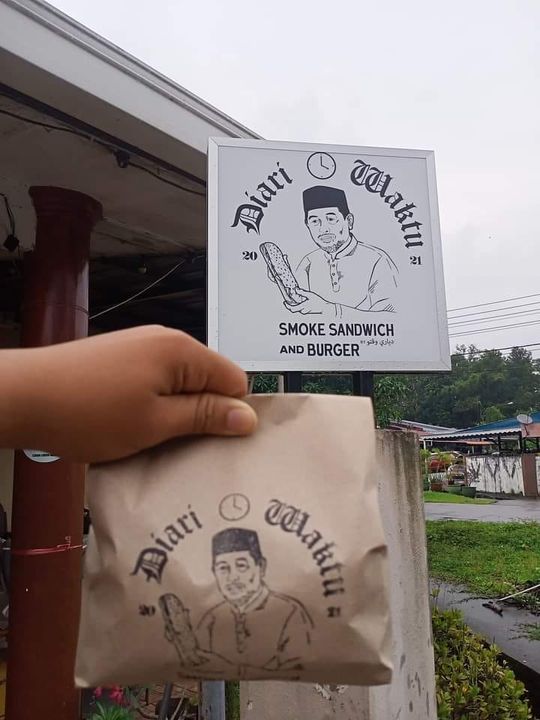 Diari Waktu
20 21
SMOKE SANDWICH
AND BURGER
دياري وقتو
Diari Waktu
20 21